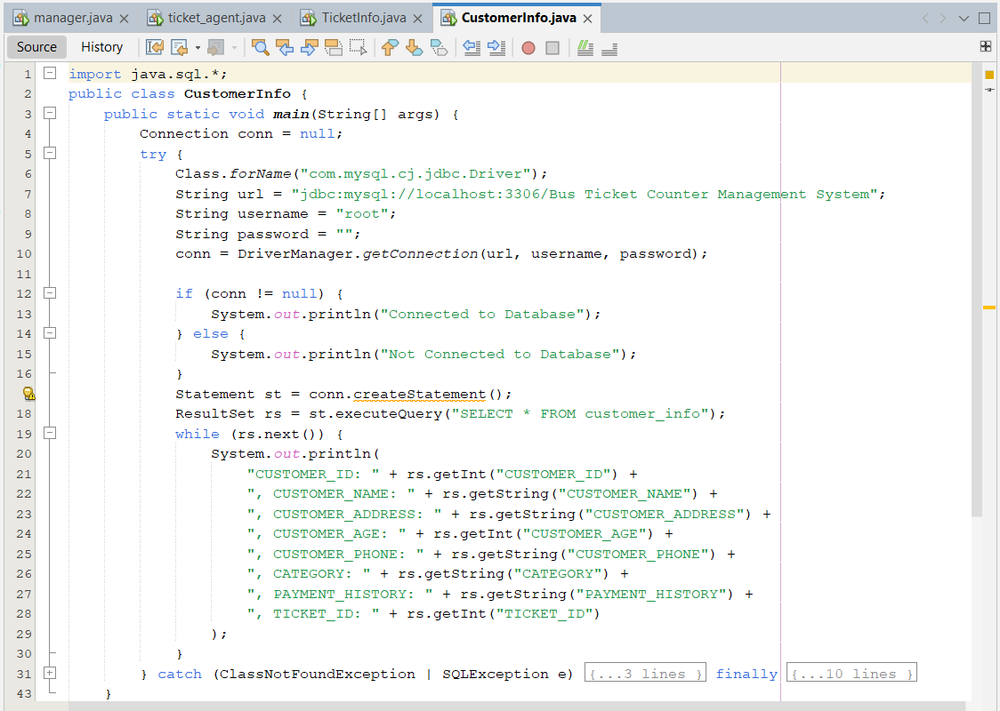 manager.java ticket_agent.java TicketInfo.java CustomerInfo.java
Source History
1 import java.sql.*;
2 public class CustomerInfo {
3 public static void main(String[] args) {
4 Connection conn = null;
5 try {
6 Class.forName("com.mysql.cj.jdbc.Driver");
7 String url = "jdbc:mysql://localhost:3306/Bus Ticket Counter Management System";
8 String username = "root";
9 String password = "";
10 conn = DriverManager.getConnection(url, username, password);
11
12 if (conn != null) {
13 System.out.println("Connected to Database");
14 } else {
15 System.out.println("Not Connected to Database");
16 }
Statement st = conn.createStatement();
18 ResultSet rs = st.executeQuery("SELECT * FROM customer_info");
19 while (rs.next()) {
20 System.out.println(
21 "CUSTOMER_ID: " + rs.getInt("CUSTOMER_ID") +
22 ", CUSTOMER_NAME: " + rs.getString("CUSTOMER_NAME") +
23 ", CUSTOMER_ADDRESS: " + rs.getString("CUSTOMER_ADDRESS") +
24 ", CUSTOMER_AGE: " + rs.getInt("CUSTOMER_AGE") +
25 ", CUSTOMER_PHONE: " + rs.getString("CUSTOMER_PHONE") +
26 ", CATEGORY: " + rs.getString("CATEGORY") +
27 ", PAYMENT_HISTORY: " + rs.getString("PAYMENT_HISTORY") +
28 ", TICKET_ID: " + rs.getInt("TICKET_ID")
29 );
30 }
31 } catch (ClassNotFoundException | SQLException e) {...3 lines } finally {...10 lines }
43 }